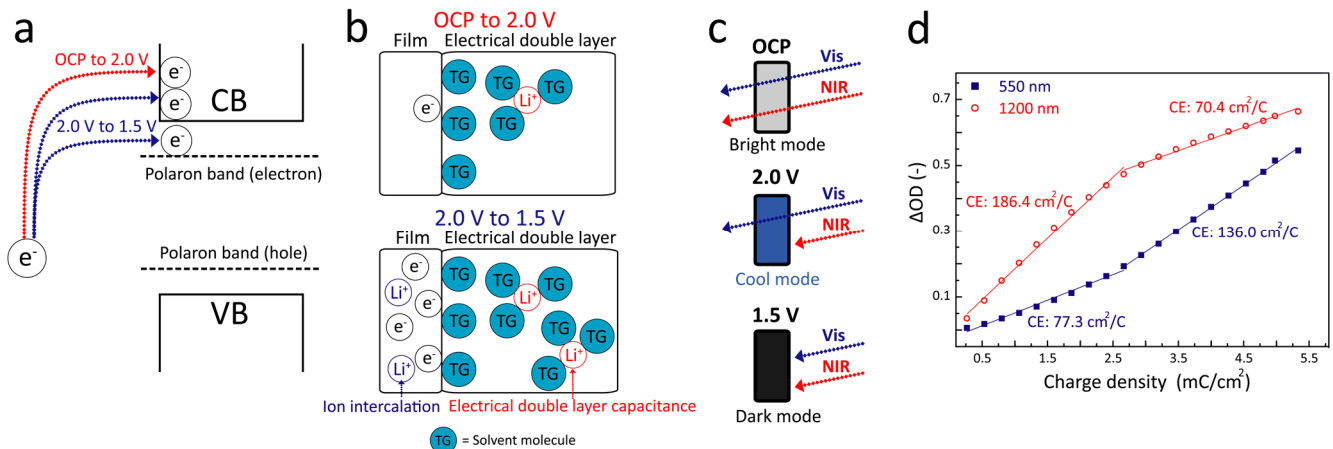 a
OCP to 2.0 V
e-
e-
CB
2.0 V to 1.5 V
e-
Polaron band (electron)
e-
Polaron band (hole)
VB
b
OCP to 2.0 V
Film Electrical double layer
TG TG TG
e- TG Li+
TG
TG
2.0 V to 1.5 V
Film Electrical double layer
e- TG TG TG
Li+ Li+
e- TG TG TG TG
e- Li+
e- TG TG
Li+
Ion intercalation Electrical double layer capacitance
TG = Solvent molecule
c
OCP
Vis
NIR
Bright mode
2.0 V
Vis
NIR
Cool mode
1.5 V
Vis
NIR
Dark mode
d
550 nm
1200 nm
CE: 70.4 cm²/C
CE: 186.4 cm²/C
CE: 136.0 cm²/C
CE: 77.3 cm²/C
ΔOD (-)
0.7
0.5
0.3
0.1
0.5 1.5 2.5 3.5 4.5 5.5
Charge density (mC/cm²)